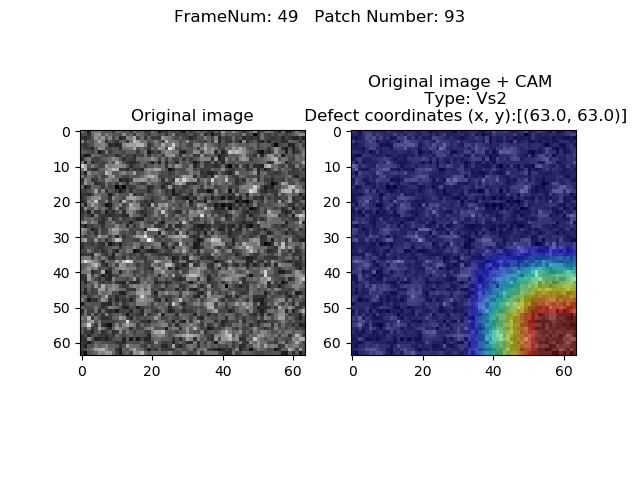 FrameNum: 49   Patch Number: 93
Original image
Original image + CAM
Type: Vs2
Defect coordinates (x, y):[(63.0, 63.0)]
0
10
20
30
40
50
60
0 20 40 60
0
10
20
30
40
50
60
0 20 40 60